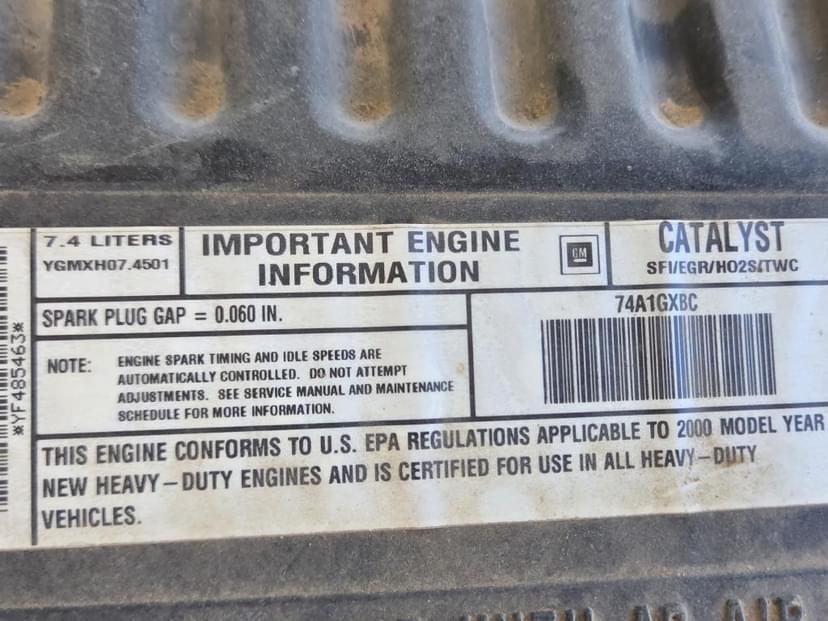 7.4 LITERS
YGMXH07.4501
IMPORTANT ENGINE
INFORMATION
GM
CATALYST
SFI/EGR/HO2S/TWC
SPARK PLUG GAP = 0.060 IN.
74A1GXBC
NOTE: ENGINE SPARK TIMING AND IDLE SPEEDS ARE
AUTOMATICALLY CONTROLLED. DO NOT ATTEMPT
ADJUSTMENTS. SEE SERVICE MANUAL AND MAINTENANCE
SCHEDULE FOR MORE INFORMATION.
*YF485463*
THIS ENGINE CONFORMS TO U.S. EPA REGULATIONS APPLICABLE TO 2000 MODEL YEAR
NEW HEAVY-DUTY ENGINES AND IS CERTIFIED FOR USE IN ALL HEAVY-DUTY
VEHICLES.